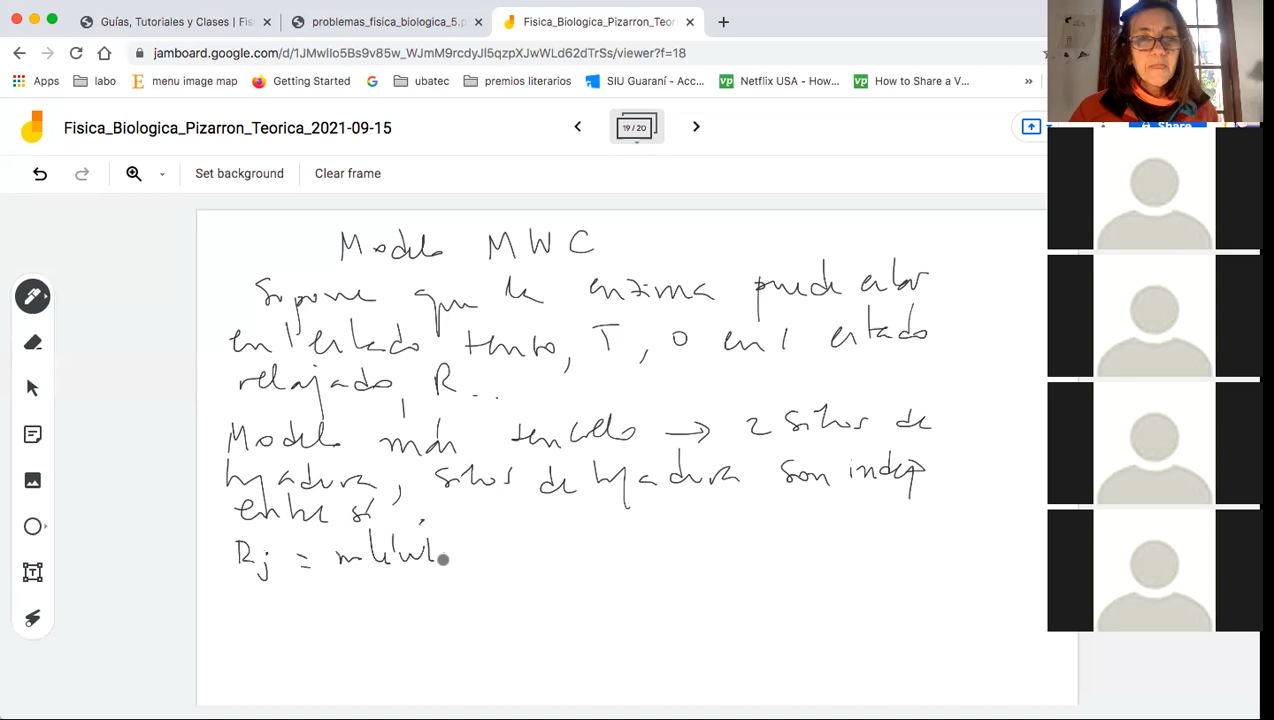 Guías, Tutoriales y Clases | Fis
problemas_fisica_biologica_5.p
Fisica_Biologica_Pizarron_Teor
jamboard.google.com/d/1JMwIlo5Bs9v85w_WJmM9rcdyJl5qzpXJwWLd62dTrSs/viewer?f=18
Apps labo menu image map Getting Started ubatec premios literarios SIU Guaraní - Acc... Netflix USA - How... How to Share a V... »
Fisica_Biologica_Pizarron_Teorica_2021-09-15
19 / 20
Share
Set background Clear frame
Modelo MWC
Supone que la enzima puede estar
en el estado tenso, T, o en el estado
relajado, R...
Modelo más sencillo → 2 sitios de
ligadura, sitios de ligadura son indep
entre sí
Rj =